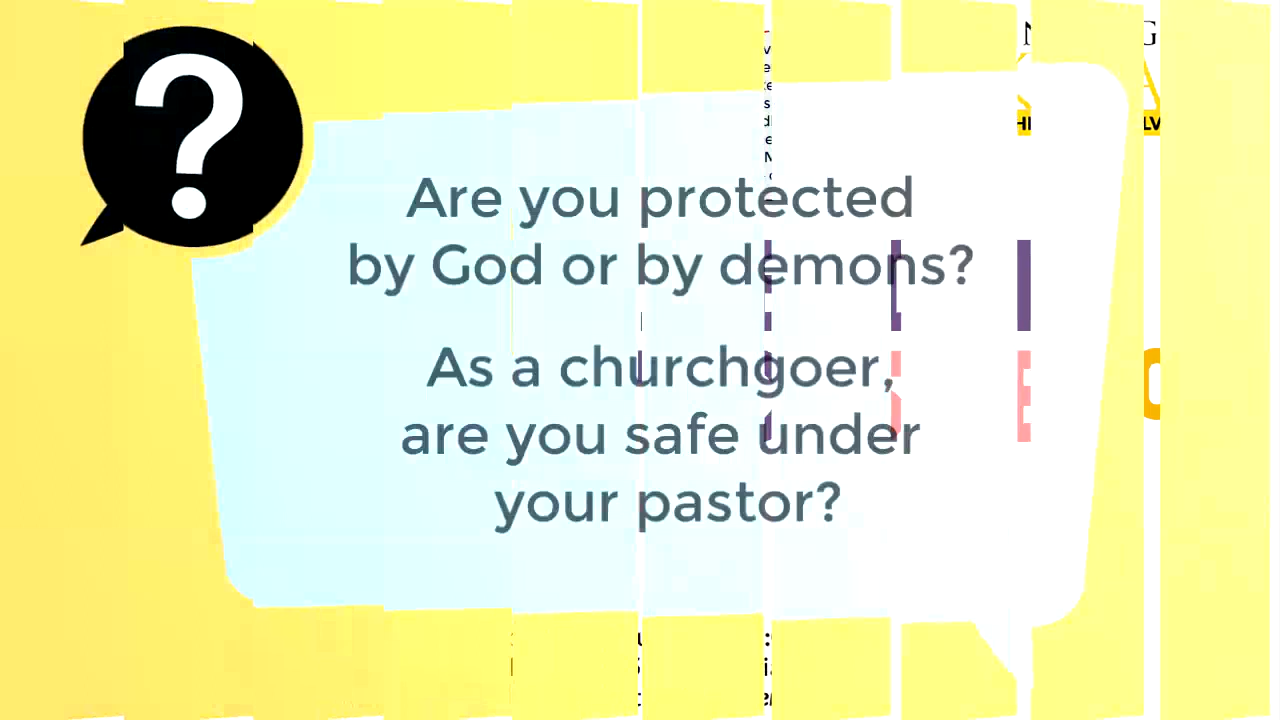 ?
Are you protected
by God or by demons?
As a churchgoer,
are you safe under
your pastor?